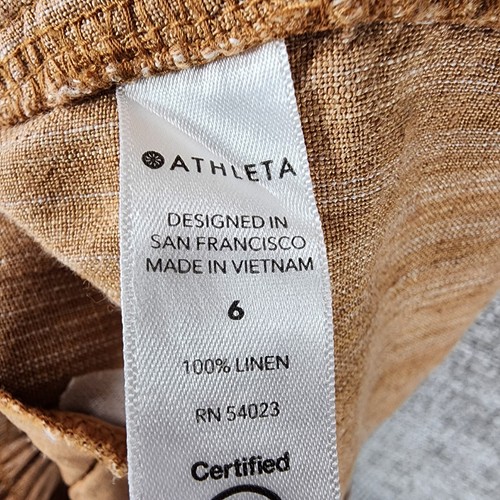 ATHLETA
DESIGNED IN
SAN FRANCISCO
MADE IN VIETNAM
6
100% LINEN
RN 54023
Certified